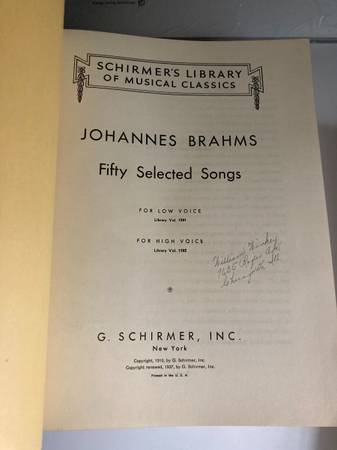 SCHIRMER'S LIBRARY
OF MUSICAL CLASSICS
JOHANNES BRAHMS
Fifty Selected Songs
FOR LOW VOICE
Library Vol. 1581
FOR HIGH VOICE
Library Vol. 1582
William
G. SCHIRMER, INC.
New York
Copyright, 1910, by G. Schirmer, Inc.
Copyright renewed, 1937, by G. Schirmer, Inc.
Printed in the U. S. A.